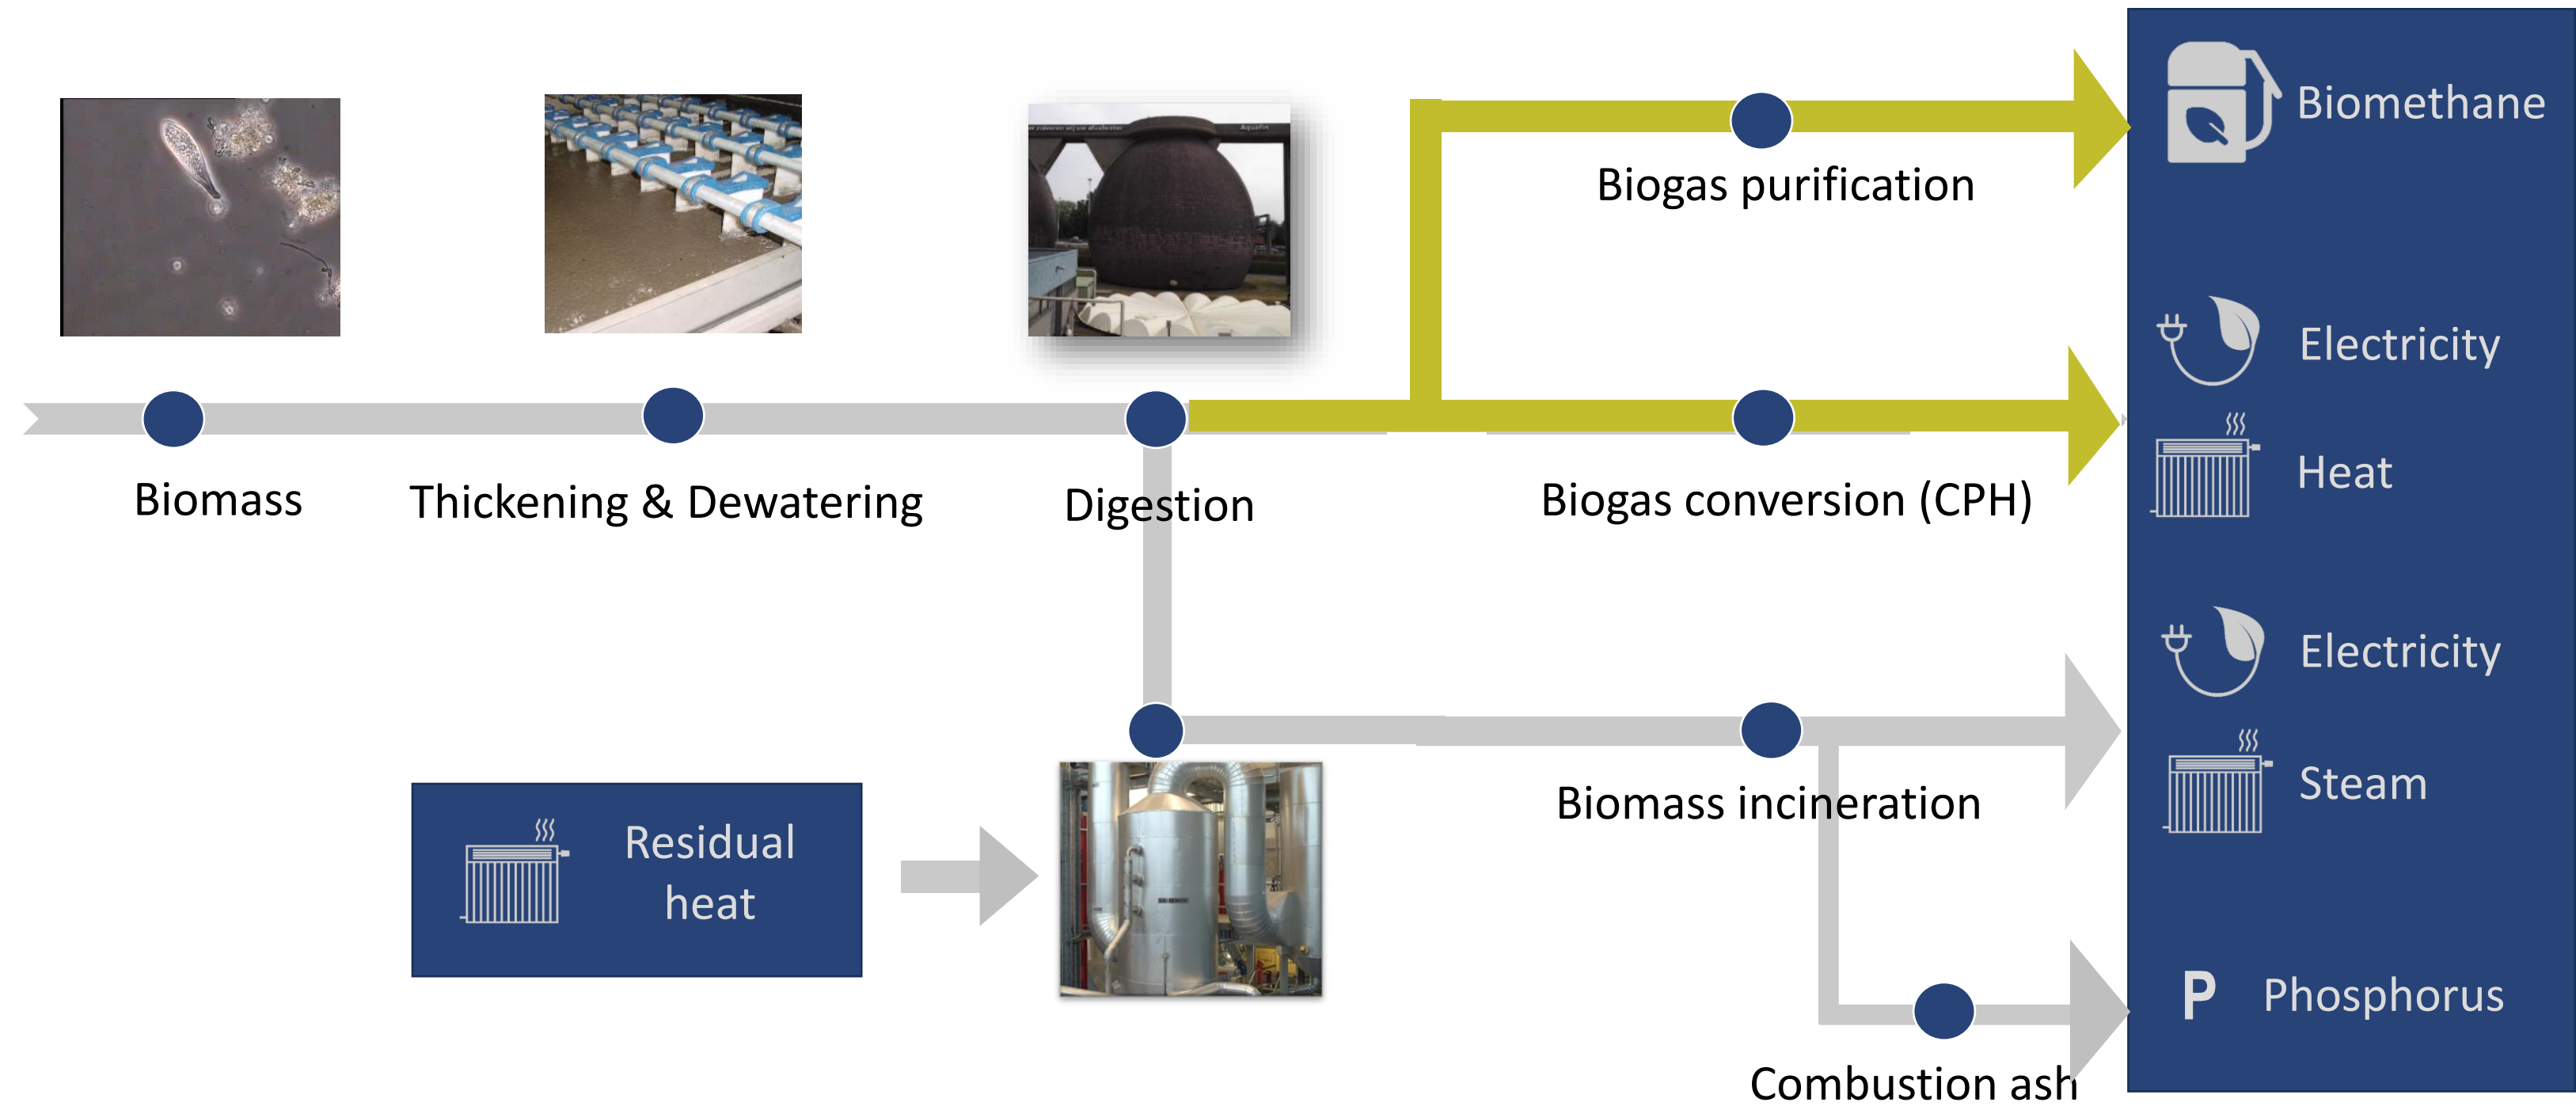 Biomethane
Biogas purification
Electricity
Heat
Biomass
Thickening & Dewatering
Digestion
Biogas conversion (CPH)
Electricity
Steam
Biomass incineration
Residual
heat
P Phosphorus
Combustion ash
Aquafin